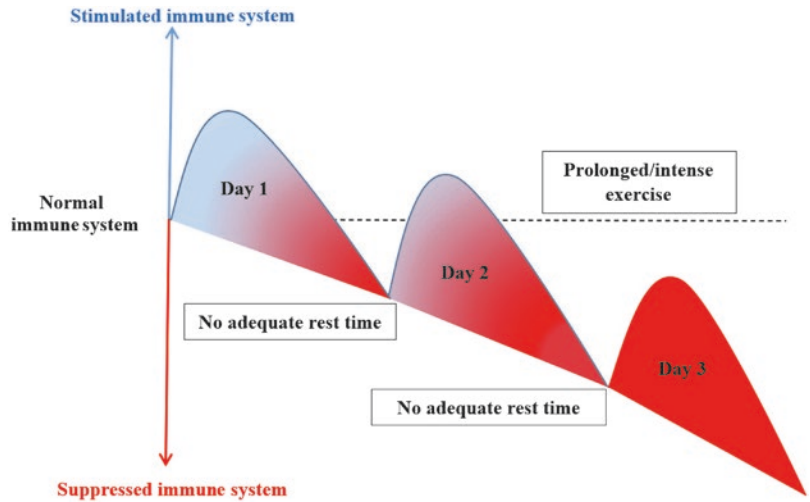 Stimulated immune system
Day 1
Prolonged/intense
exercise
Normal
immune system
Day 2
No adequate rest time
Day 3
No adequate rest time
Suppressed immune system